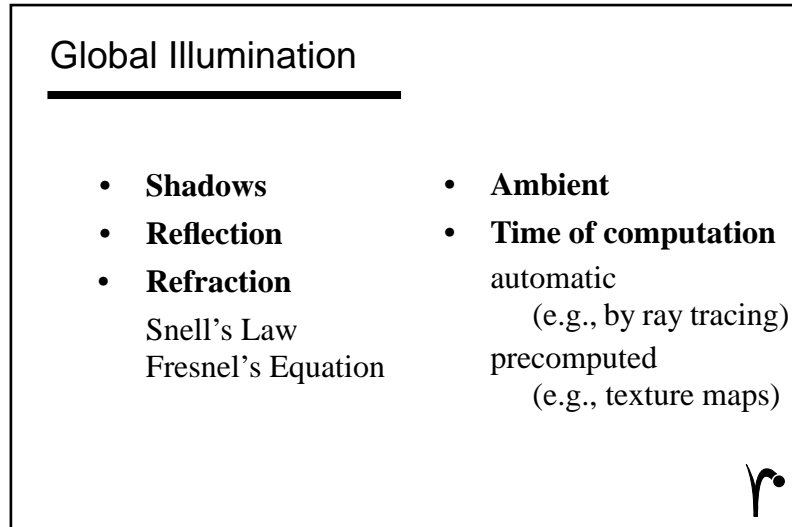 Global Illumination
• Shadows
• Reflection
• Refraction
Snell’s Law
Fresnel’s Equation
• Ambient
• Time of computation
automatic
(e.g., by ray tracing)
precomputed
(e.g., texture maps)